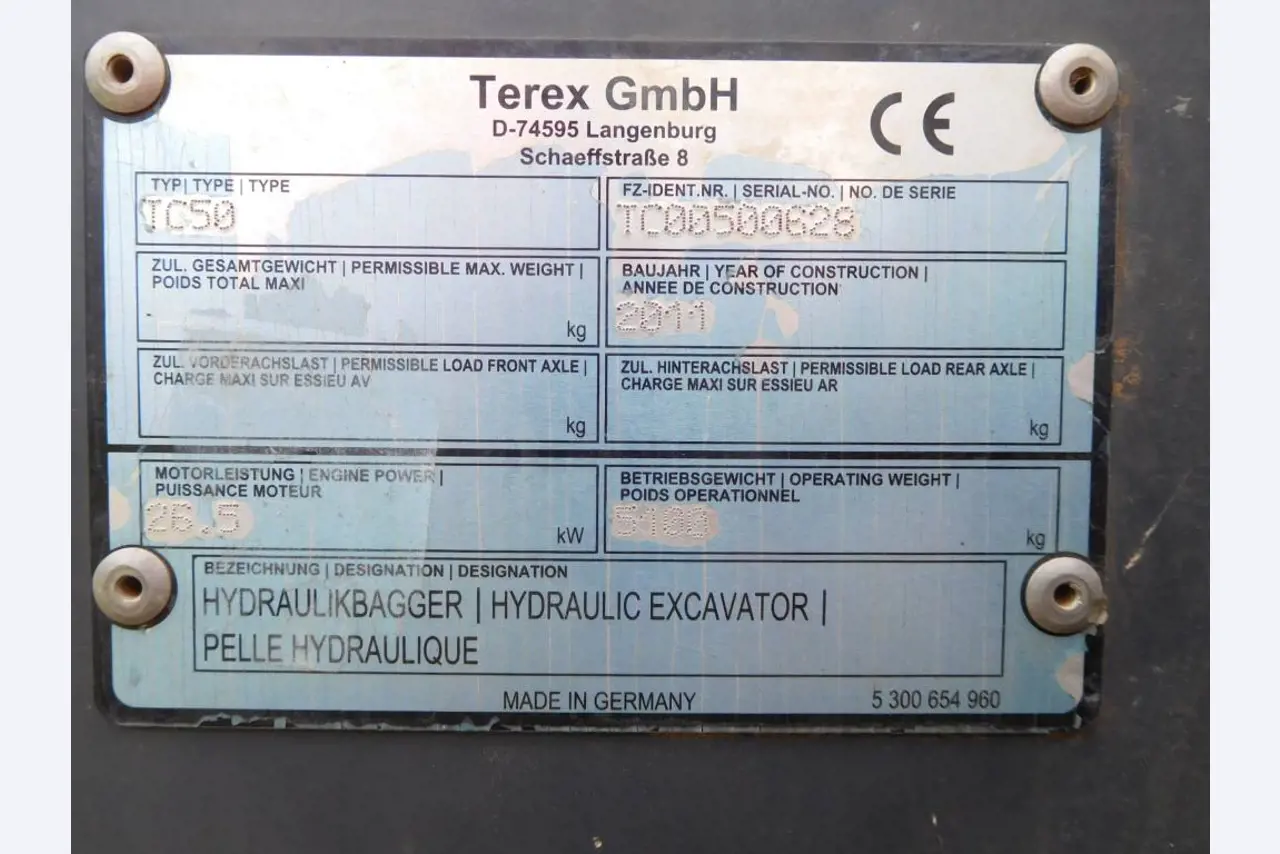 Terex GmbH
D-74595 Langenburg
Schaeffstraße 8
CE
TYP| TYPE | TYPE
TC50
FZ-IDENT.NR. | SERIAL-NO. | NO. DE SERIE
TC00500628
ZUL. GESAMTGEWICHT | PERMISSIBLE MAX. WEIGHT |
POIDS TOTAL MAXI
kg
BAUJAHR | YEAR OF CONSTRUCTION |
ANNEE DE CONSTRUCTION
2011
ZUL. VORDERACHSLAST | PERMISSIBLE LOAD FRONT AXLE |
CHARGE MAXI SUR ESSIEU AV
kg
ZUL. HINTERACHSLAST | PERMISSIBLE LOAD REAR AXLE |
CHARGE MAXI SUR ESSIEU AR
kg
MOTORLEISTUNG | ENGINE POWER |
PUISSANCE MOTEUR
26.5
kW
BETRIEBSGEWICHT | OPERATING WEIGHT |
POIDS OPERATIONNEL
5100
kg
BEZEICHNUNG | DESIGNATION | DESIGNATION
HYDRAULIKBAGGER | HYDRAULIC EXCAVATOR |
PELLE HYDRAULIQUE
MADE IN GERMANY
5 300 654 960